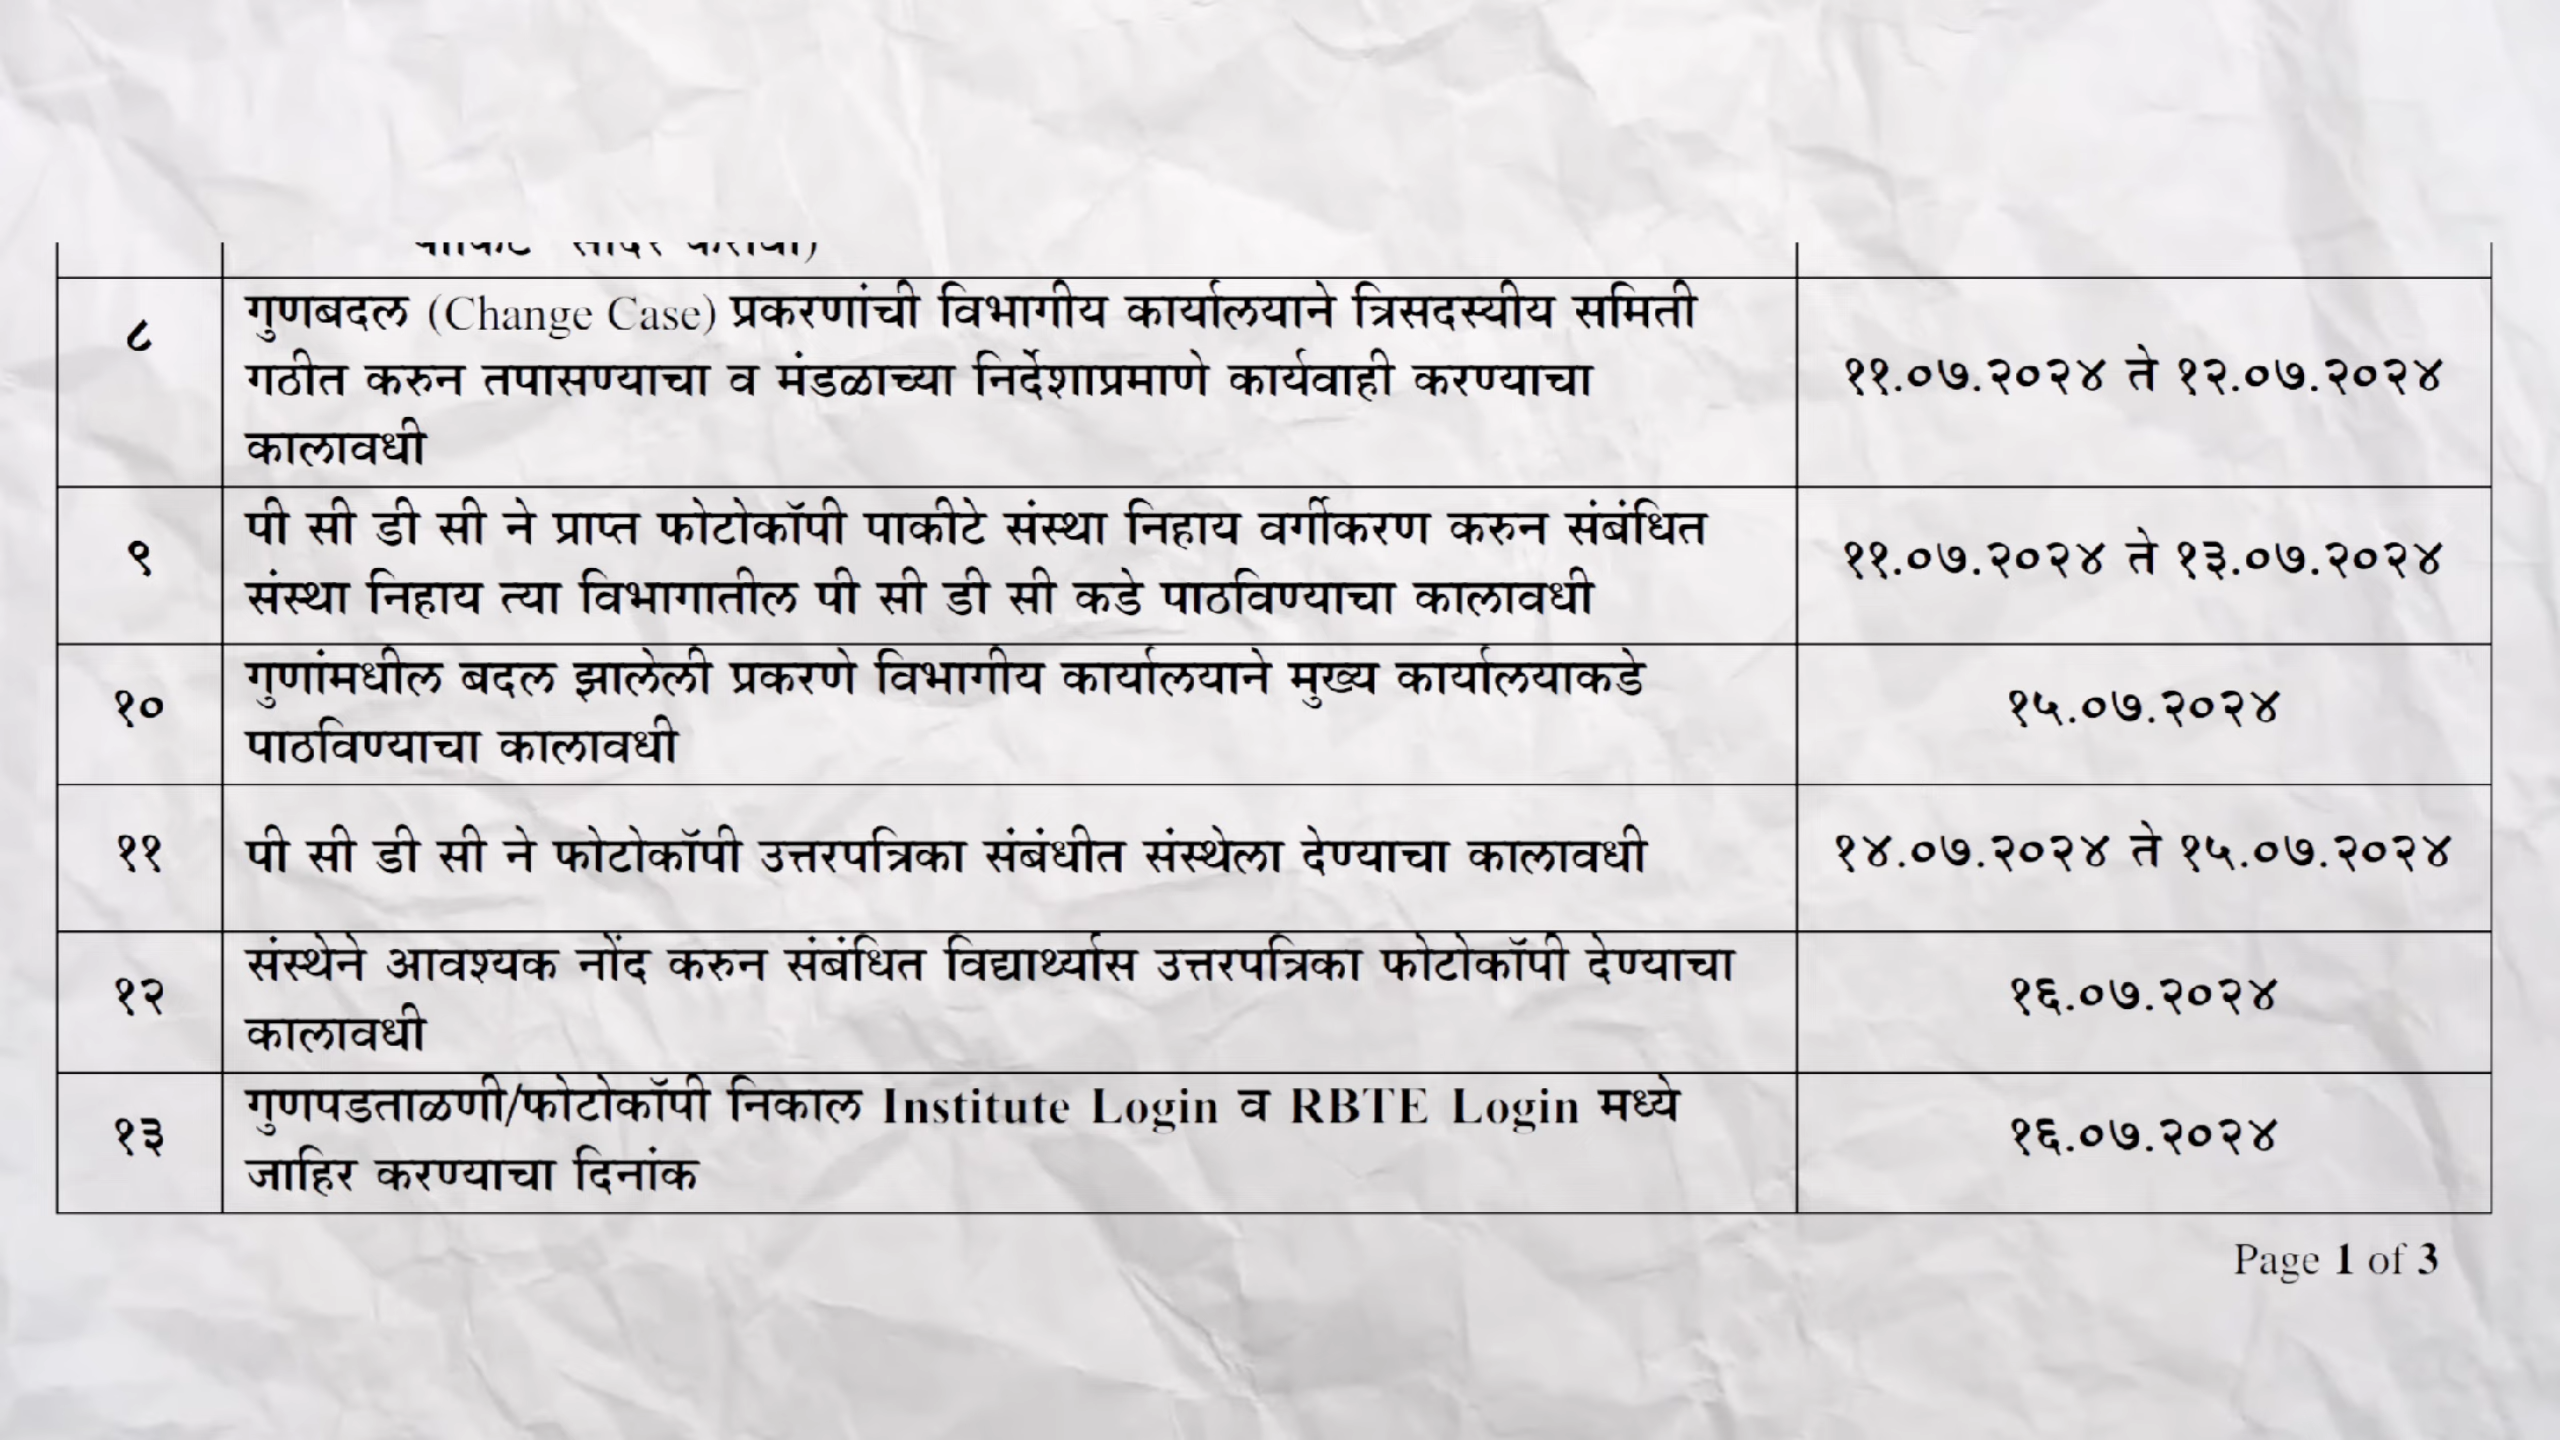 ८
गुणबदल (Change Case) प्रकरणांची विभागीय कार्यालयाने त्रिसदस्यीय समिती
गठीत करुन तपासण्याचा व मंडळाच्या निर्देशाप्रमाणे कार्यवाही करण्याचा
कालावधी
११.०७.२०२४ ते १२.०७.२०२४
९
पी सी डी सी ने प्राप्त फोटोकॉपी पाकीटे संस्था निहाय वर्गीकरण करुन संबंधित
संस्था निहाय त्या विभागातील पी सी डी सी कडे पाठविण्याचा कालावधी
११.०७.२०२४ ते १३.०७.२०२४
१०
गुणांमधील बदल झालेली प्रकरणे विभागीय कार्यालयाने मुख्य कार्यालयाकडे
पाठविण्याचा कालावधी
१५.०७.२०२४
११
पी सी डी सी ने फोटोकॉपी उत्तरपत्रिका संबंधीत संस्थेला देण्याचा कालावधी
१४.०७.२०२४ ते १५.०७.२०२४
१२
संस्थेने आवश्यक नोंद करुन संबंधित विद्यार्थ्यास उत्तरपत्रिका फोटोकॉपी देण्याचा
कालावधी
१६.०७.२०२४
१३
गुणपडताळणी/फोटोकॉपी निकाल Institute Login व RBTE Login मध्ये
जाहिर करण्याचा दिनांक
१६.०७.२०२४
Page 1 of 3